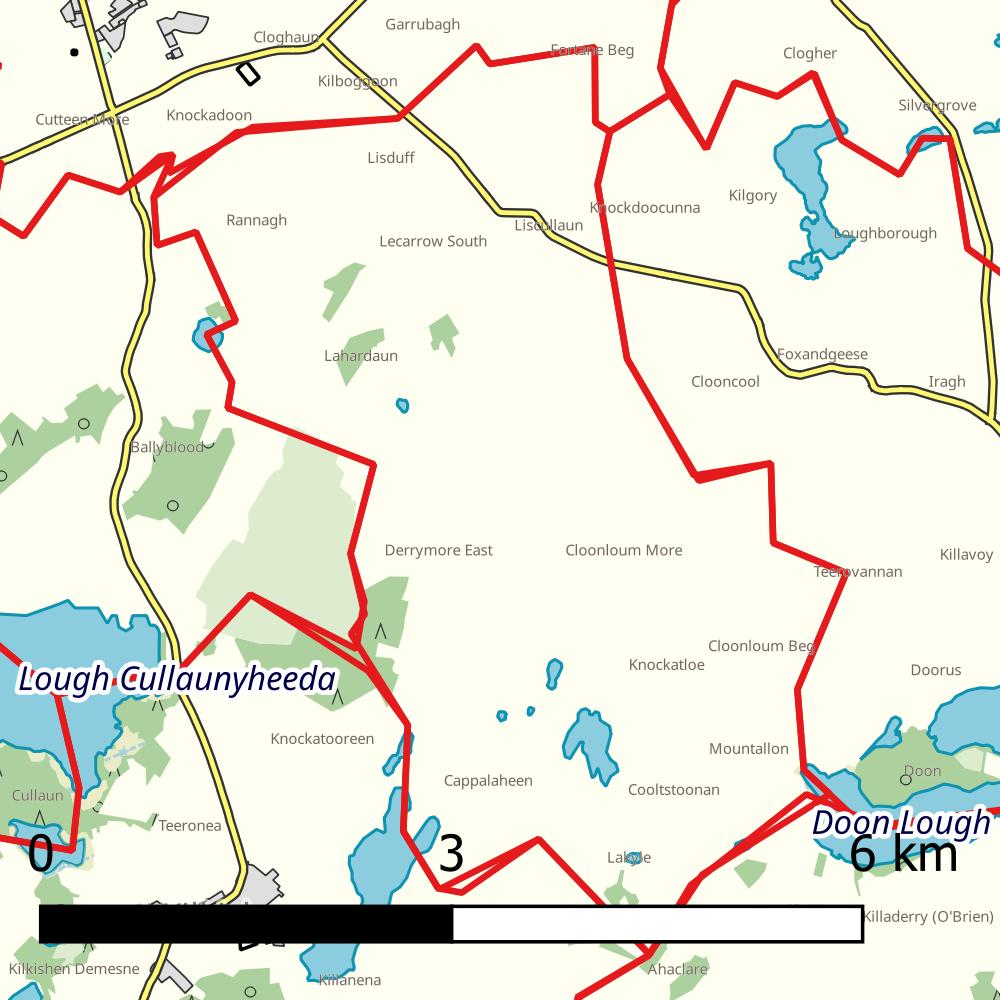 Garrubagh
Cloghaun
Fortane Beg
Clogher
Kilboggoon
Silvergrove
Knockadoon
Cutteen More
Lisduff
Kilgory
Knockdoocunna
Rannagh
Liscullaun
Loughborough
Lecarrow South
Lahardaun
Foxandgeese
Clooncool
Iragh
Ballyblood
Derrymore East
Cloonloum More
Killavoy
Teerovannan
Cloonloum Beg
Knockatloe
Doorus
Lough Cullaunyheeda
Knockatooreen
Mountallon
Doon
Cappalaheen
Cooltstoonan
Cullaun
Teeronea
Doon Lough
0 3 6 km
Lakyle
Killaderry (O'Brien)
Kilkishen Demesne
Ahaclare
Killanena